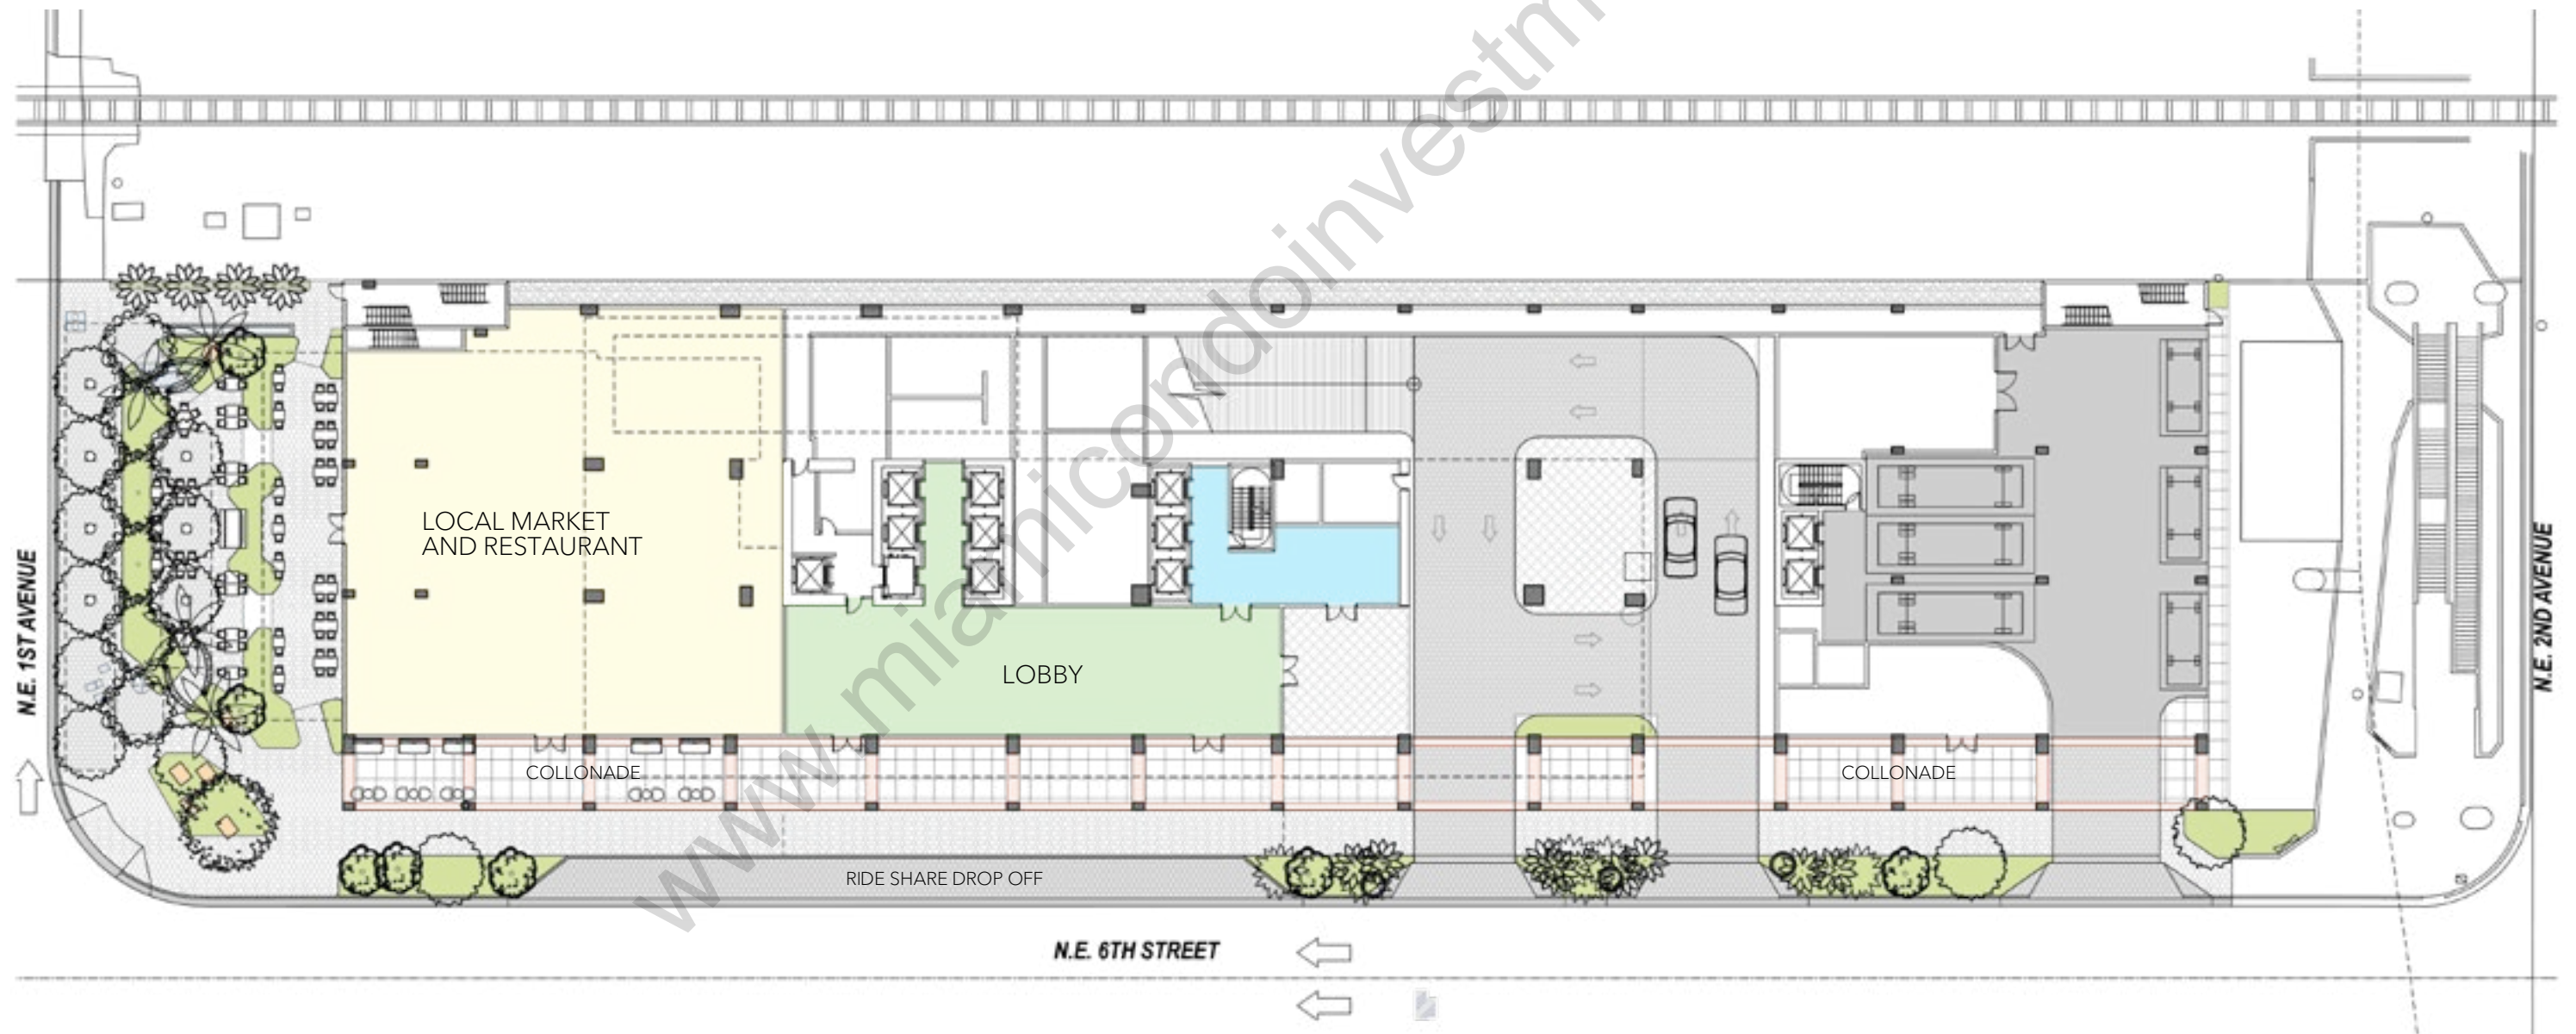 LOCAL MARKET
AND RESTAURANT
LOBBY
COLLONADE
COLLONADE
RIDE SHARE DROP OFF
N.E. 1ST AVENUE
N.E. 2ND AVENUE
N.E. 6TH STREET
www.miamicondoinvestm